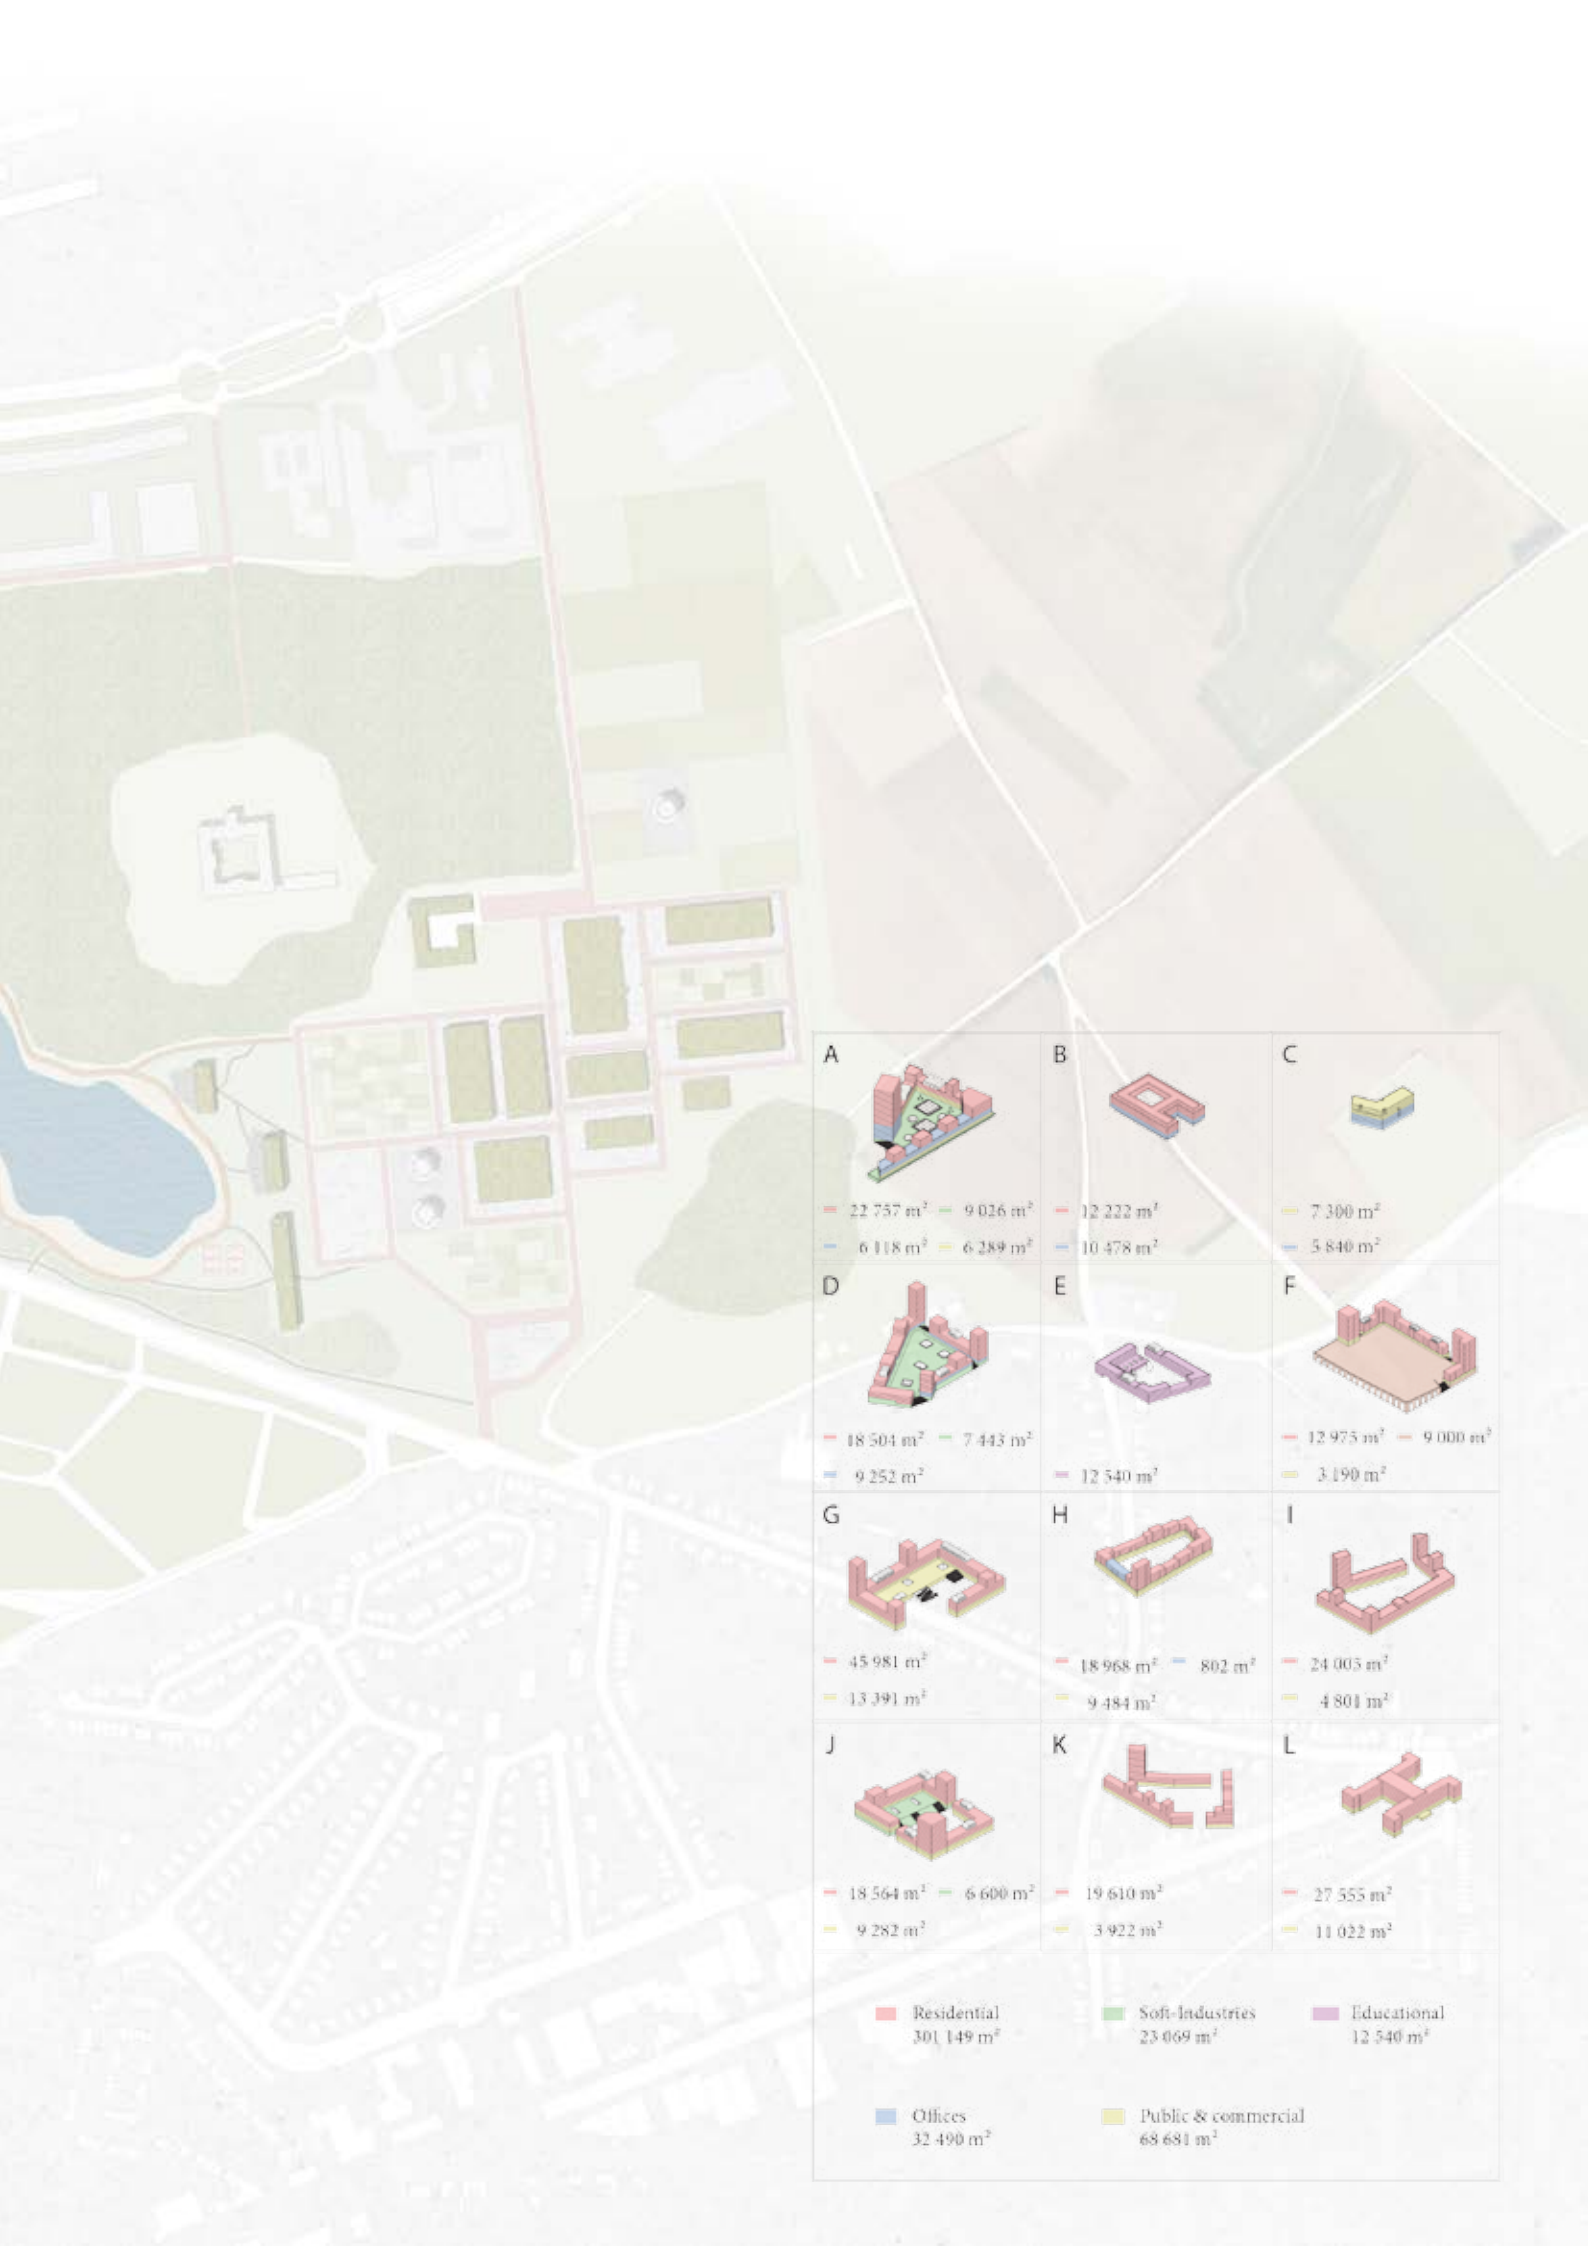 A
B
C
22 757 m² 9 026 m²
12 222 m²
7 300 m²
6 118 m² 6 289 m²
10 478 m²
5 840 m²
D
E
F
18 504 m² 7 443 m²
12 975 m² 9 000 m²
9 252 m²
12 540 m²
3 190 m²
G
H
I
45 981 m²
18 968 m² 802 m²
24 005 m²
13 391 m²
9 484 m²
4 801 m²
J
K
L
18 564 m² 6 600 m²
19 610 m²
27 555 m²
9 282 m²
3 922 m²
11 022 m²
Residential
301 149 m²
Soft-Industries
23 069 m²
Educational
12 540 m²
Offices
32 490 m²
Public & commercial
68 681 m²